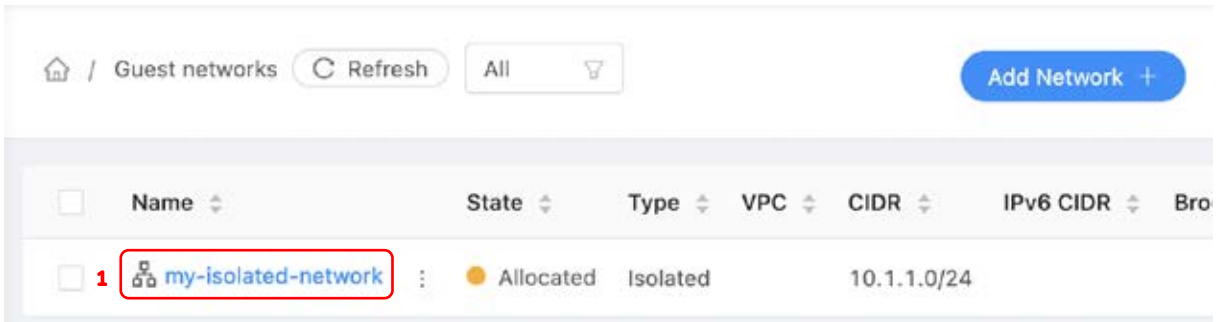 / Guest networks Refresh All Add Network +
Name State Type VPC CIDR IPv6 CIDR Bro
1 my-isolated-network Allocated Isolated 10.1.1.0/24